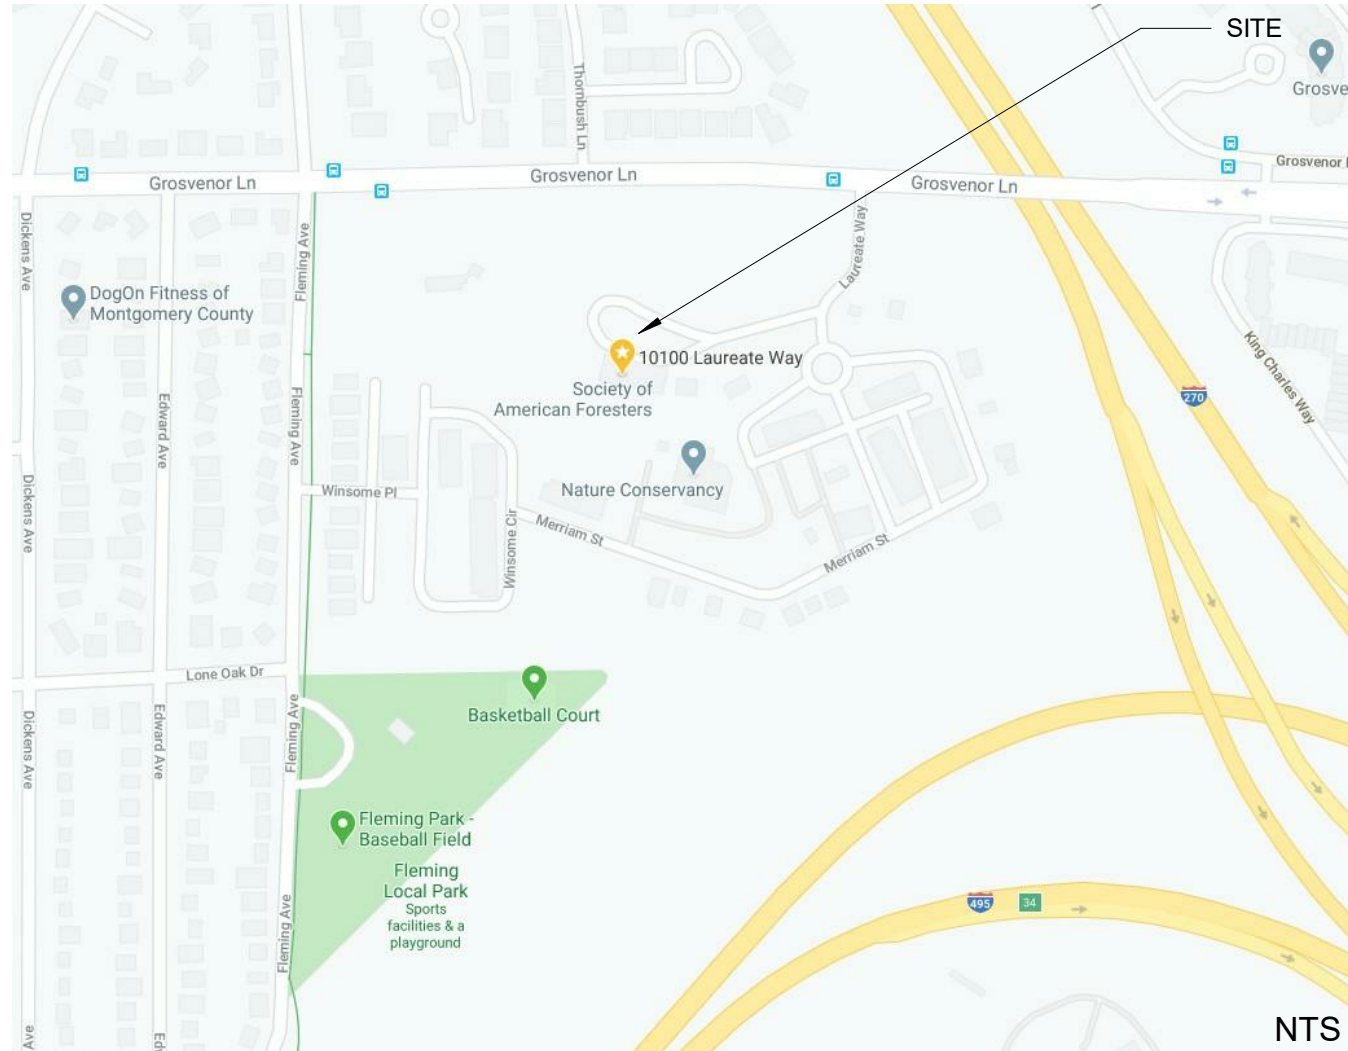 SITE
Grosve
Thornbush Ln
Grosvenor Ln
Grosvenor Ln
Grosvenor Ln
Grosvenor
Dickens Ave
Fleming Ave
Laureate Way
DogOn Fitness of
Montgomery County
10100 Laureate Way
Society of
American Foresters
King Charles Way
270
Edward Ave
Fleming Ave
Dickens Ave
Winsome Pl
Nature Conservancy
Winsome Cir
Merriam St
Merriam St
Lone Oak Dr
Basketball Court
Dickens Ave
Edward Ave
Fleming Ave
Fleming Park -
Baseball Field
Fleming
Local Park
Sports
facilities & a
playground
Fleming Ave
495
34
Ave
Ed
NTS